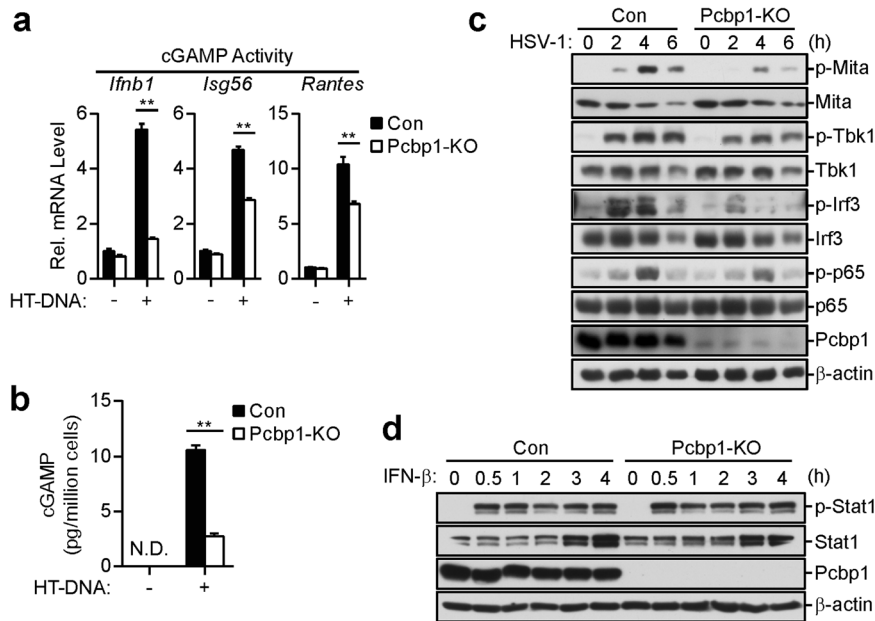 a
cGAMP Activity
Ifnb1 Isg56 Rantes
Rel. mRNA Level
6
4
2
0
**
6
4
2
0
**
15
10
5
0
**
Con
Pcbp1-KO
HT-DNA: - + - + - +
b
cGAMP
(pg/million cells)
15
10
5
0
N.D.
**
Con
Pcbp1-KO
HT-DNA: - +
c
Con Pcbp1-KO
HSV-1: 0 2 4 6 0 2 4 6 (h)
p-Mita
Mita
p-Tbk1
Tbk1
p-Irf3
Irf3
p-p65
p65
Pcbp1
β-actin
d
Con Pcbp1-KO
IFN-β: 0 0.5 1 2 3 4 0 0.5 1 2 3 4 (h)
p-Stat1
Stat1
Pcbp1
β-actin